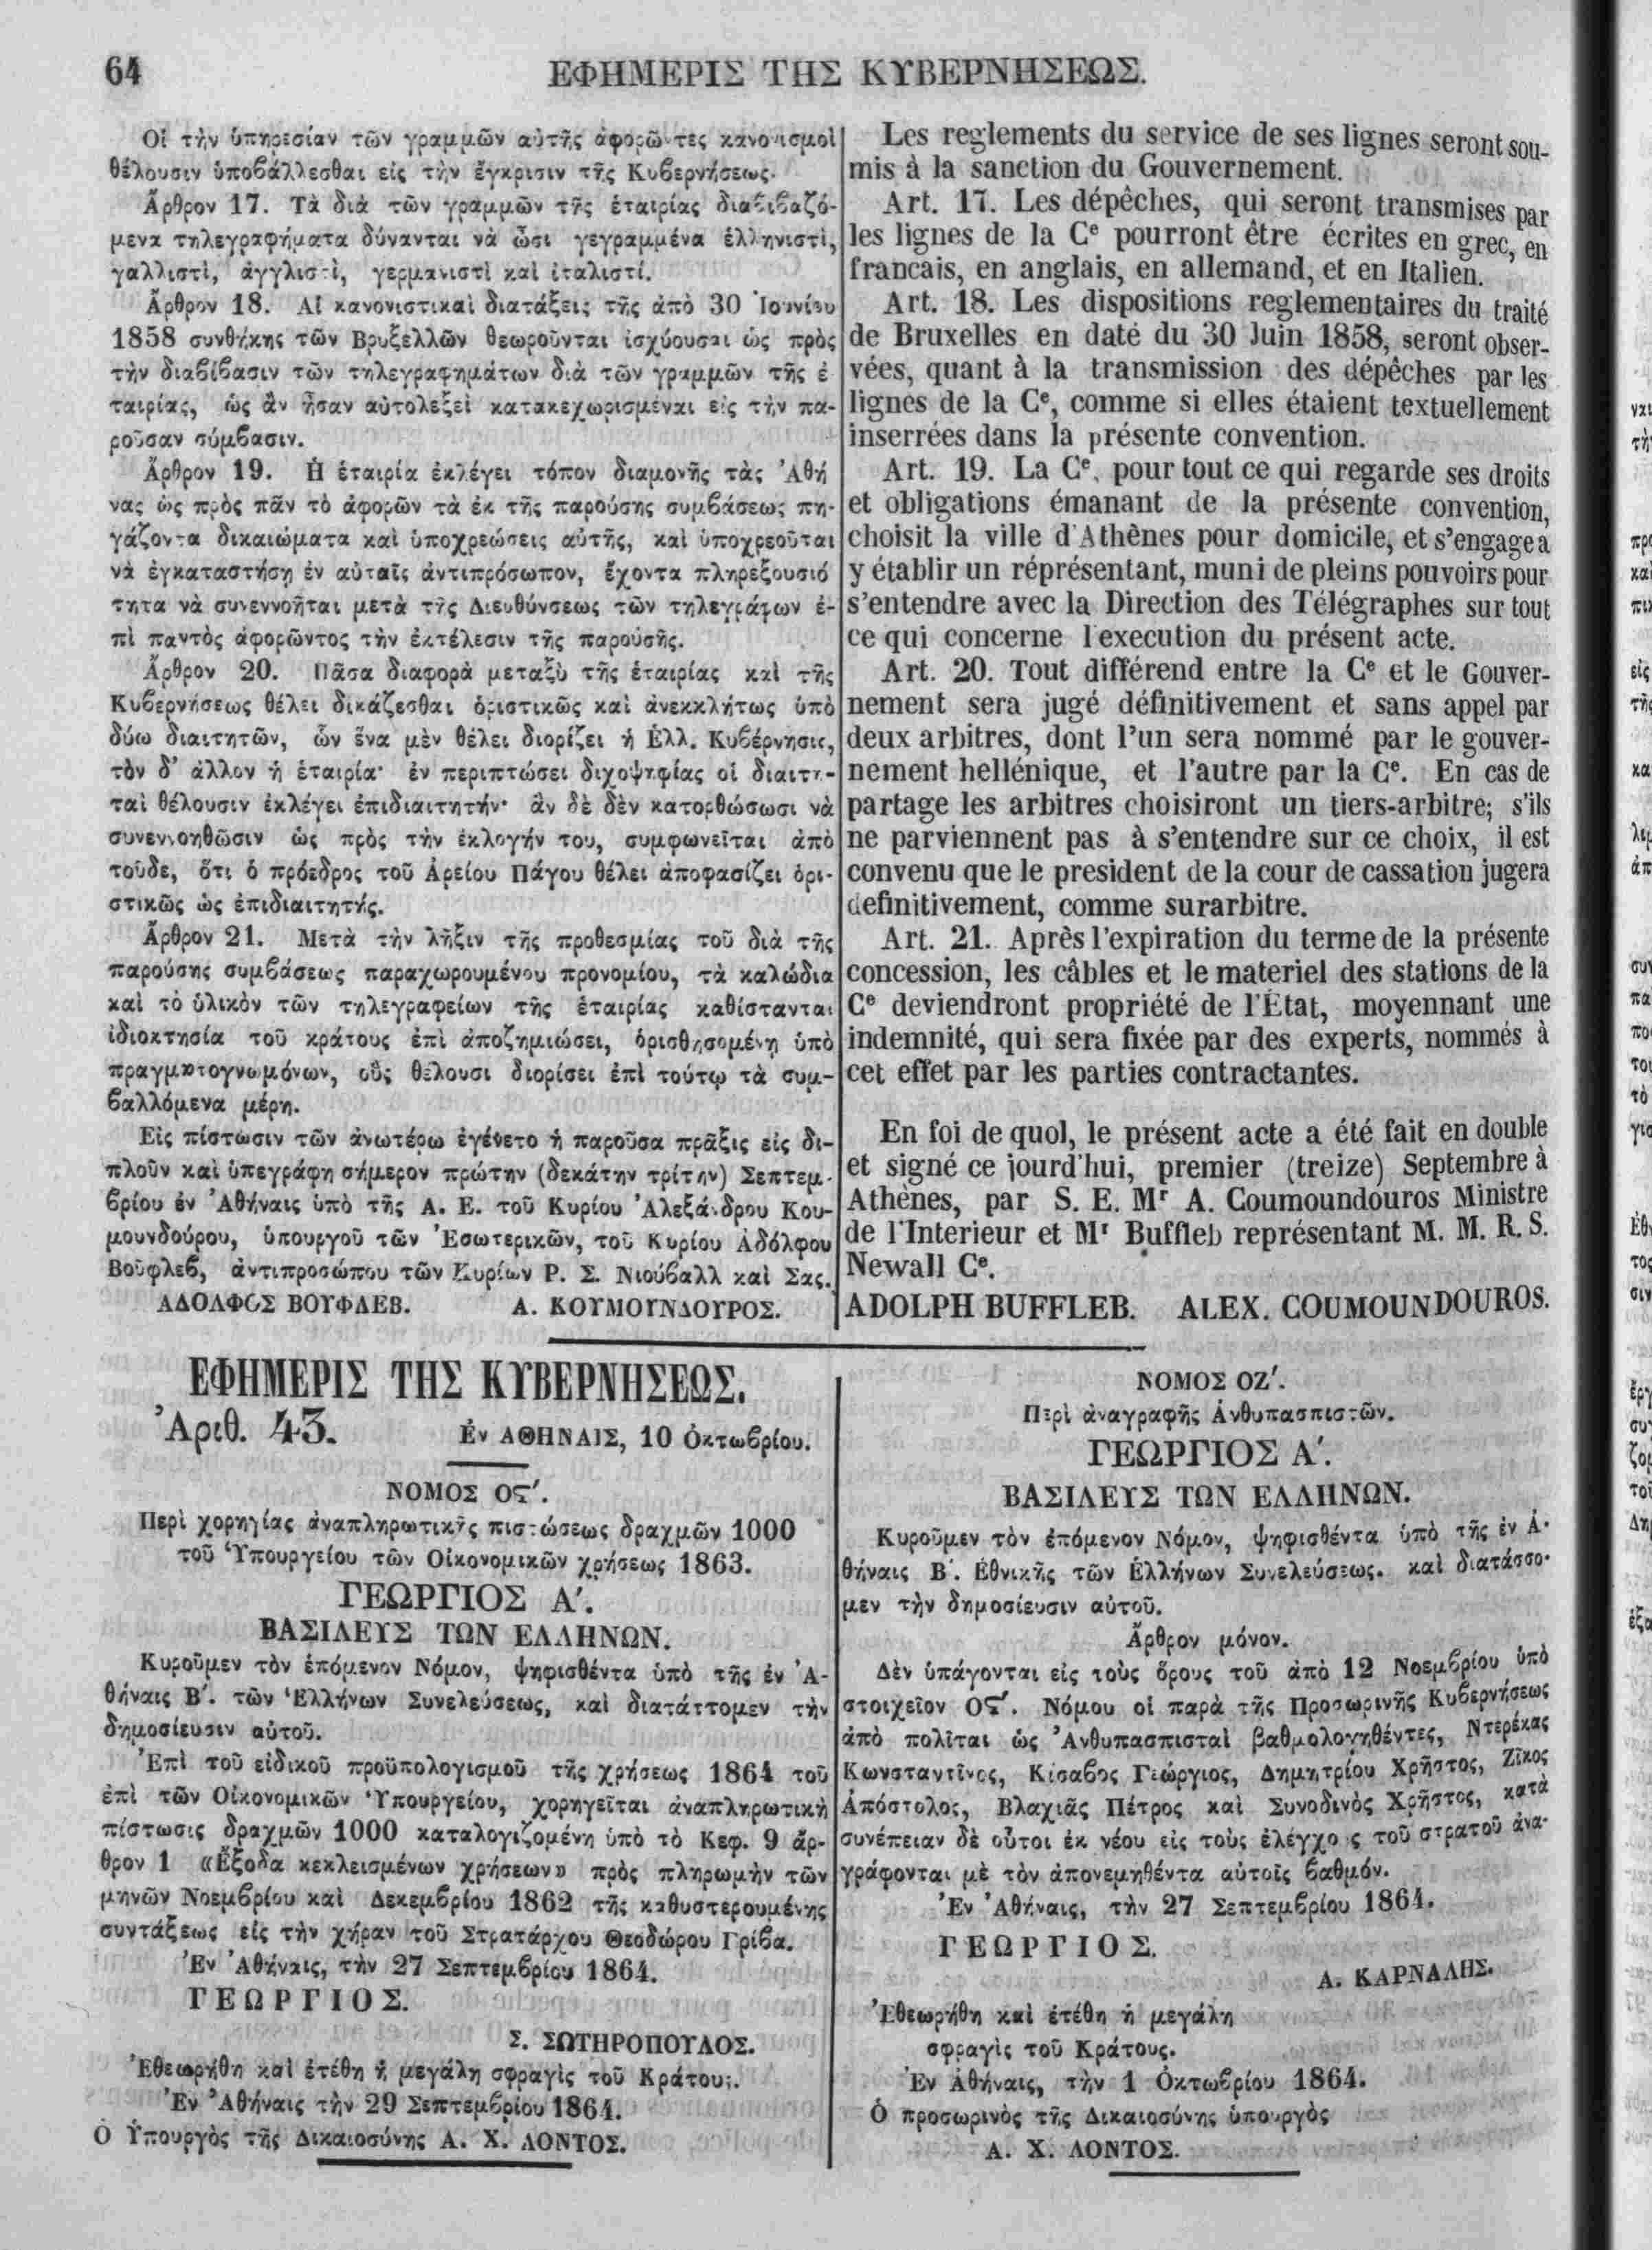 64
ΕΦΗΜΕΡΙΣ ΤΗΣ ΚΥΒΕΡΝΗΣΕΩΣ.
Οἱ τὴν ὑπηρεσίαν τῶν γραμμῶν αὐτῆς ἀφορῶντες κανονισμοὶ
θέλουσιν ὑποβάλλεσθαι εἰς τὴν ἔγκρισιν τῆς Κυβερνήσεως.
Ἄρθρον 17. Τὰ διὰ τῶν γραμμῶν τῆς ἑταιρίας διαβιβαζό-
μενα τηλεγραφήματα δύνανται νὰ ὦσι γεγραμμένα ἑλληνιστὶ,
γαλλιστὶ, ἀγγλιστὶ, γερμανιστὶ καὶ ἰταλιστί.
Ἄρθρον 18. Αἱ κανονιστικαὶ διατάξεις τῆς ἀπὸ 30 Ἰουνίου
1858 συνθήκης τῶν Βρυξελλῶν θεωροῦνται ἰσχύουσαι ὡς πρὸς
τὴν διαβίβασιν τῶν τηλεγραφημάτων διὰ τῶν γραμμῶν τῆς ἑ
ταιρίας, ὡς ἂν ἦσαν αὐτολεξεὶ κατακεχωρισμέναι εἰς τὴν πα-
ροῦσαν σύμβασιν.
Ἄρθρον 19. Ἡ ἑταιρία ἐκλέγει τόπον διαμονῆς τὰς Ἀθή
νας ὡς πρὸς πᾶν τὸ ἀφορῶν τὰ ἐκ τῆς παρούσης συμβάσεως πη-
γάζοντα δικαιώματα καὶ ὑποχρεώσεις αὐτῆς, καὶ ὑποχρεοῦται
νὰ ἐγκαταστήσῃ ἐν αὐταῖς ἀντιπρόσωπον, ἔχοντα πληρεξουσιό
τητα νὰ συνεννοῆται μετὰ τῆς Διευθύνσεως τῶν τηλεγράφων ἐ-
πὶ παντὸς ἀφορῶντος τὴν ἐκτέλεσιν τῆς παρούσης.
Ἄρθρον 20. Πᾶσα διαφορὰ μεταξὺ τῆς ἑταιρίας καὶ τῆς
Κυβερνήσεως θέλει δικάζεσθαι ὁριστικῶς καὶ ἀνεκκλήτως ὑπὸ
δύω διαιτητῶν, ὧν ἕνα μὲν θέλει διορίζει ἡ Ἑλλ. Κυβέρνησις,
τὸν δ' ἄλλον ἡ ἑταιρία· ἐν περιπτώσει διχοψηφίας οἱ διαιτη-
ταὶ θέλουσιν ἐκλέγει ἐπιδιαιτητήν· ἂν δὲ δὲν κατορθώσωσι νὰ
συνεννοηθῶσιν ὡς πρὸς τὴν ἐκλογήν του, συμφωνεῖται ἀπὸ
τοῦδε, ὅτι ὁ πρόεδρος τοῦ Ἀρείου Πάγου θέλει ἀποφασίζει ὁρι-
στικῶς ὡς ἐπιδιαιτητής.
Ἄρθρον 21. Μετὰ τὴν λῆξιν τῆς προθεσμίας τοῦ διὰ τῆς
παρούσης συμβάσεως παραχωρουμένου προνομίου, τὰ καλώδια
καὶ τὸ ὑλικὸν τῶν τηλεγραφείων τῆς ἑταιρίας καθίστανται
ἰδιοκτησία τοῦ κράτους ἐπὶ ἀποζημιώσει, ὁρισθησομένῃ ὑπὸ
πραγματογνωμόνων, οὓς θέλουσι διορίσει ἐπὶ τούτῳ τὰ συμ-
βαλλόμενα μέρη.
Εἰς πίστωσιν τῶν ἀνωτέρω ἐγένετο ἡ παροῦσα πρᾶξις εἰς δι-
πλοῦν καὶ ὑπεγράφη σήμερον πρώτην (δεκάτην τρίτην) Σεπτεμ-
βρίου ἐν Ἀθήναις ὑπὸ τῆς Α. Ε. τοῦ Κυρίου Ἀλεξάνδρου Κου-
μουνδούρου, ὑπουργοῦ τῶν Ἐσωτερικῶν, τοῦ Κυρίου Ἀδόλφου
Βούφλεβ, ἀντιπροσώπου τῶν Κυρίων Ρ. Σ. Νιούβαλλ καὶ Σας.
ΑΔΟΛΦΟΣ ΒΟΥΦΛΕΒ. Α. ΚΟΥΜΟΥΝΔΟΥΡΟΣ.
Les reglements du service de ses lignes seront sou-
mis à la sanction du Gouvernement.
Art. 17. Les dépêches, qui seront transmises par
les lignes de la Cᵉ pourront être écrites en grec, en
francais, en anglais, en allemand, et en Italien.
Art. 18. Les dispositions reglementaires du traité
de Bruxelles en daté du 30 Juin 1858, seront obser-
vées, quant à la transmission des dépêches par les
lignes de la Cᵉ, comme si elles étaient textuellement
inserrées dans la présente convention.
Art. 19. La Cᵉ, pour tout ce qui regarde ses droits
et obligations émanant de la présente convention,
choisit la ville d'Athènes pour domicile, et s'engage à
y établir un réprésentant, muni de pleins pouvoirs pour
s'entendre avec la Direction des Télégraphes sur tout
ce qui concerne l'execution du présent acte.
Art. 20. Tout différend entre la Cᵉ et le Gouver-
nement sera jugé définitivement et sans appel par
deux arbitres, dont l'un sera nommé par le gouver-
nement hellénique, et l'autre par la Cᵉ. En cas de
partage les arbitres choisiront un tiers-arbitre; s'ils
ne parviennent pas à s'entendre sur ce choix, il est
convenu que le president de la cour de cassation jugera
definitivement, comme surarbitre.
Art. 21. Après l'expiration du terme de la présente
concession, les câbles et le materiel des stations de la
Cᵉ deviendront propriété de l'État, moyennant une
indemnité, qui sera fixée par des experts, nommés à
cet effet par les parties contractantes.
En foi de quol, le présent acte a été fait en double
et signé ce jourd'hui, premier (treize) Septembre à
Athènes, par S. E. Mʳ A. Coumoundouros Ministre
de l'Interieur et Mʳ Buffleb représentant M. M. R. S.
Newall Cᵉ.
ADOLPH BUFFLEB. ALEX. COUMOUNDOUROS.
ΕΦΗΜΕΡΙΣ ΤΗΣ ΚΥΒΕΡΝΗΣΕΩΣ.
Ἀριθ. 43. Ἐν ΑΘΗΝΑΙΣ, 10 Ὀκτωβρίου.
ΝΟΜΟΣ ΟϚ'.
Περὶ χορηγίας ἀναπληρωτικῆς πιστώσεως δραχμῶν 1000
τοῦ Ὑπουργείου τῶν Οἰκονομικῶν χρήσεως 1863.
ΓΕΩΡΓΙΟΣ Α'.
ΒΑΣΙΛΕΥΣ ΤΩΝ ΕΛΛΗΝΩΝ.
Κυροῦμεν τὸν ἑπόμενον Νόμον, ψηφισθέντα ὑπὸ τῆς ἐν Ἀ-
θήναις Β'. τῶν Ἑλλήνων Συνελεύσεως, καὶ διατάττομεν τὴν
δημοσίευσιν αὐτοῦ.
Ἐπὶ τοῦ εἰδικοῦ προϋπολογισμοῦ τῆς χρήσεως 1864 τοῦ
ἐπὶ τῶν Οἰκονομικῶν Ὑπουργείου, χορηγεῖται ἀναπληρωτικὴ
πίστωσις δραχμῶν 1000 καταλογιζομένη ὑπὸ τὸ Κεφ. 9 ἄρ-
θρον 1 «Ἔξοδα κεκλεισμένων χρήσεων» πρὸς πληρωμὴν τῶν
μηνῶν Νοεμβρίου καὶ Δεκεμβρίου 1862 τῆς καθυστερουμένης
συντάξεως εἰς τὴν χήραν τοῦ Στρατάρχου Θεοδώρου Γρίβα.
Ἐν Ἀθήναις, τὴν 27 Σεπτεμβρίου 1864.
ΓΕΩΡΓΙΟΣ.
Σ. ΣΩΤΗΡΟΠΟΥΛΟΣ.
Ἐθεωρήθη καὶ ἐτέθη ἡ μεγάλη σφραγὶς τοῦ Κράτους.
Ἐν Ἀθήναις τὴν 29 Σεπτεμβρίου 1864.
Ὁ Ὑπουργὸς τῆς Δικαιοσύνης Α. Χ. ΛΟΝΤΟΣ.
ΝΟΜΟΣ ΟΖ'.
Περὶ ἀναγραφῆς Ἀνθυπασπιστῶν.
ΓΕΩΡΓΙΟΣ Α'.
ΒΑΣΙΛΕΥΣ ΤΩΝ ΕΛΛΗΝΩΝ.
Κυροῦμεν τὸν ἑπόμενον Νόμον, ψηφισθέντα ὑπὸ τῆς ἐν Ἀ-
θήναις Β'. Ἐθνικῆς τῶν Ἑλλήνων Συνελεύσεως. καὶ διατάσσο-
μεν τὴν δημοσίευσιν αὐτοῦ.
Ἄρθρον μόνον.
Δὲν ὑπάγονται εἰς τοὺς ὅρους τοῦ ἀπὸ 12 Νοεμβρίου ὑπὸ
στοιχεῖον ΟϚ'. Νόμου οἱ παρὰ τῆς Προσωρινῆς Κυβερνήσεως
ἀπὸ πολῖται ὡς Ἀνθυπασπισταὶ βαθμολογηθέντες, Ντερέκας
Κωνσταντῖνος, Κίσαβος Γεώργιος, Δημητρίου Χρῆστος, Ζῖκος
Ἀπόστολος, Βλαχιᾶς Πέτρος καὶ Συνοδινὸς Χρῆστος, κατὰ
συνέπειαν δὲ οὗτοι ἐκ νέου εἰς τοὺς ἐλέγχους τοῦ στρατοῦ ἀνα-
γράφονται μὲ τὸν ἀπονεμηθέντα αὐτοῖς βαθμόν.
Ἐν Ἀθήναις, τὴν 27 Σεπτεμβρίου 1864.
ΓΕΩΡΓΙΟΣ.
Α. ΚΑΡΝΑΛΗΣ.
Ἐθεωρήθη καὶ ἐτέθη ἡ μεγάλη
σφραγὶς τοῦ Κράτους.
Ἐν Ἀθήναις, τὴν 1 Ὀκτωβρίου 1864.
Ὁ προσωρινὸς τῆς Δικαιοσύνης ὑπουργὸς
Α. Χ. ΛΟΝΤΟΣ.